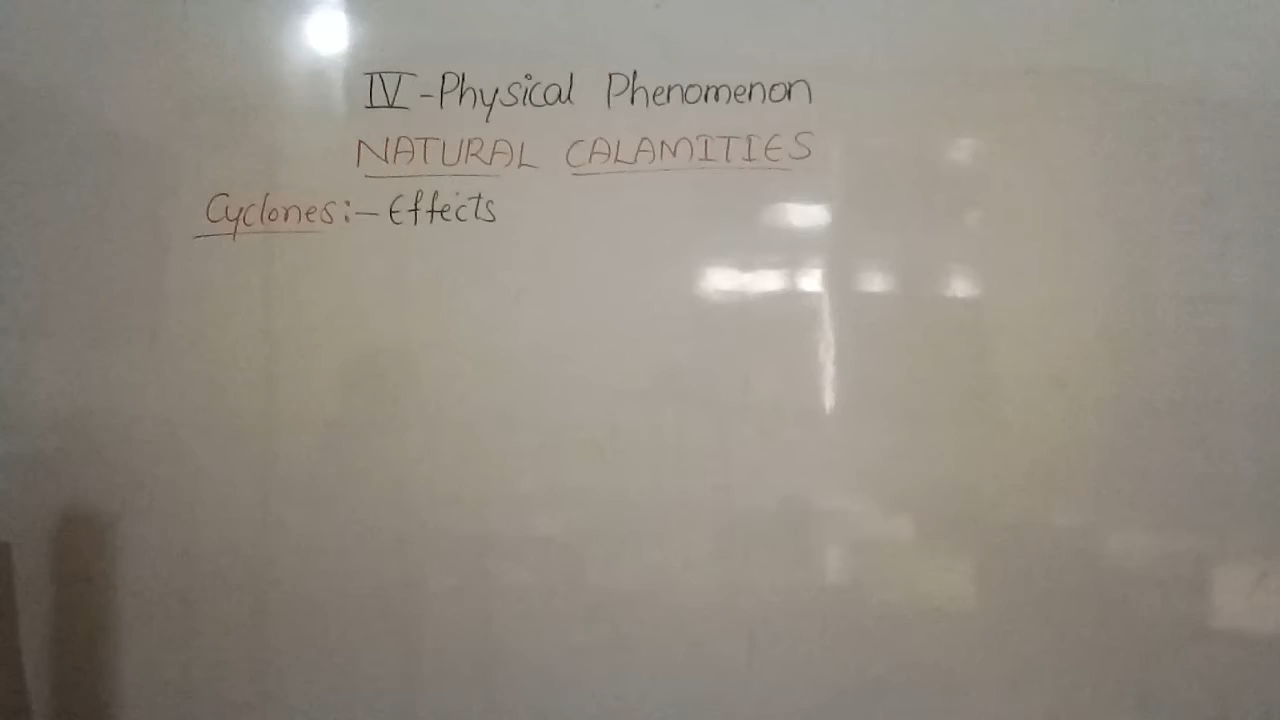 IV-Physical Phenomenon
NATURAL CALAMITIES
Cyclones:- Effects